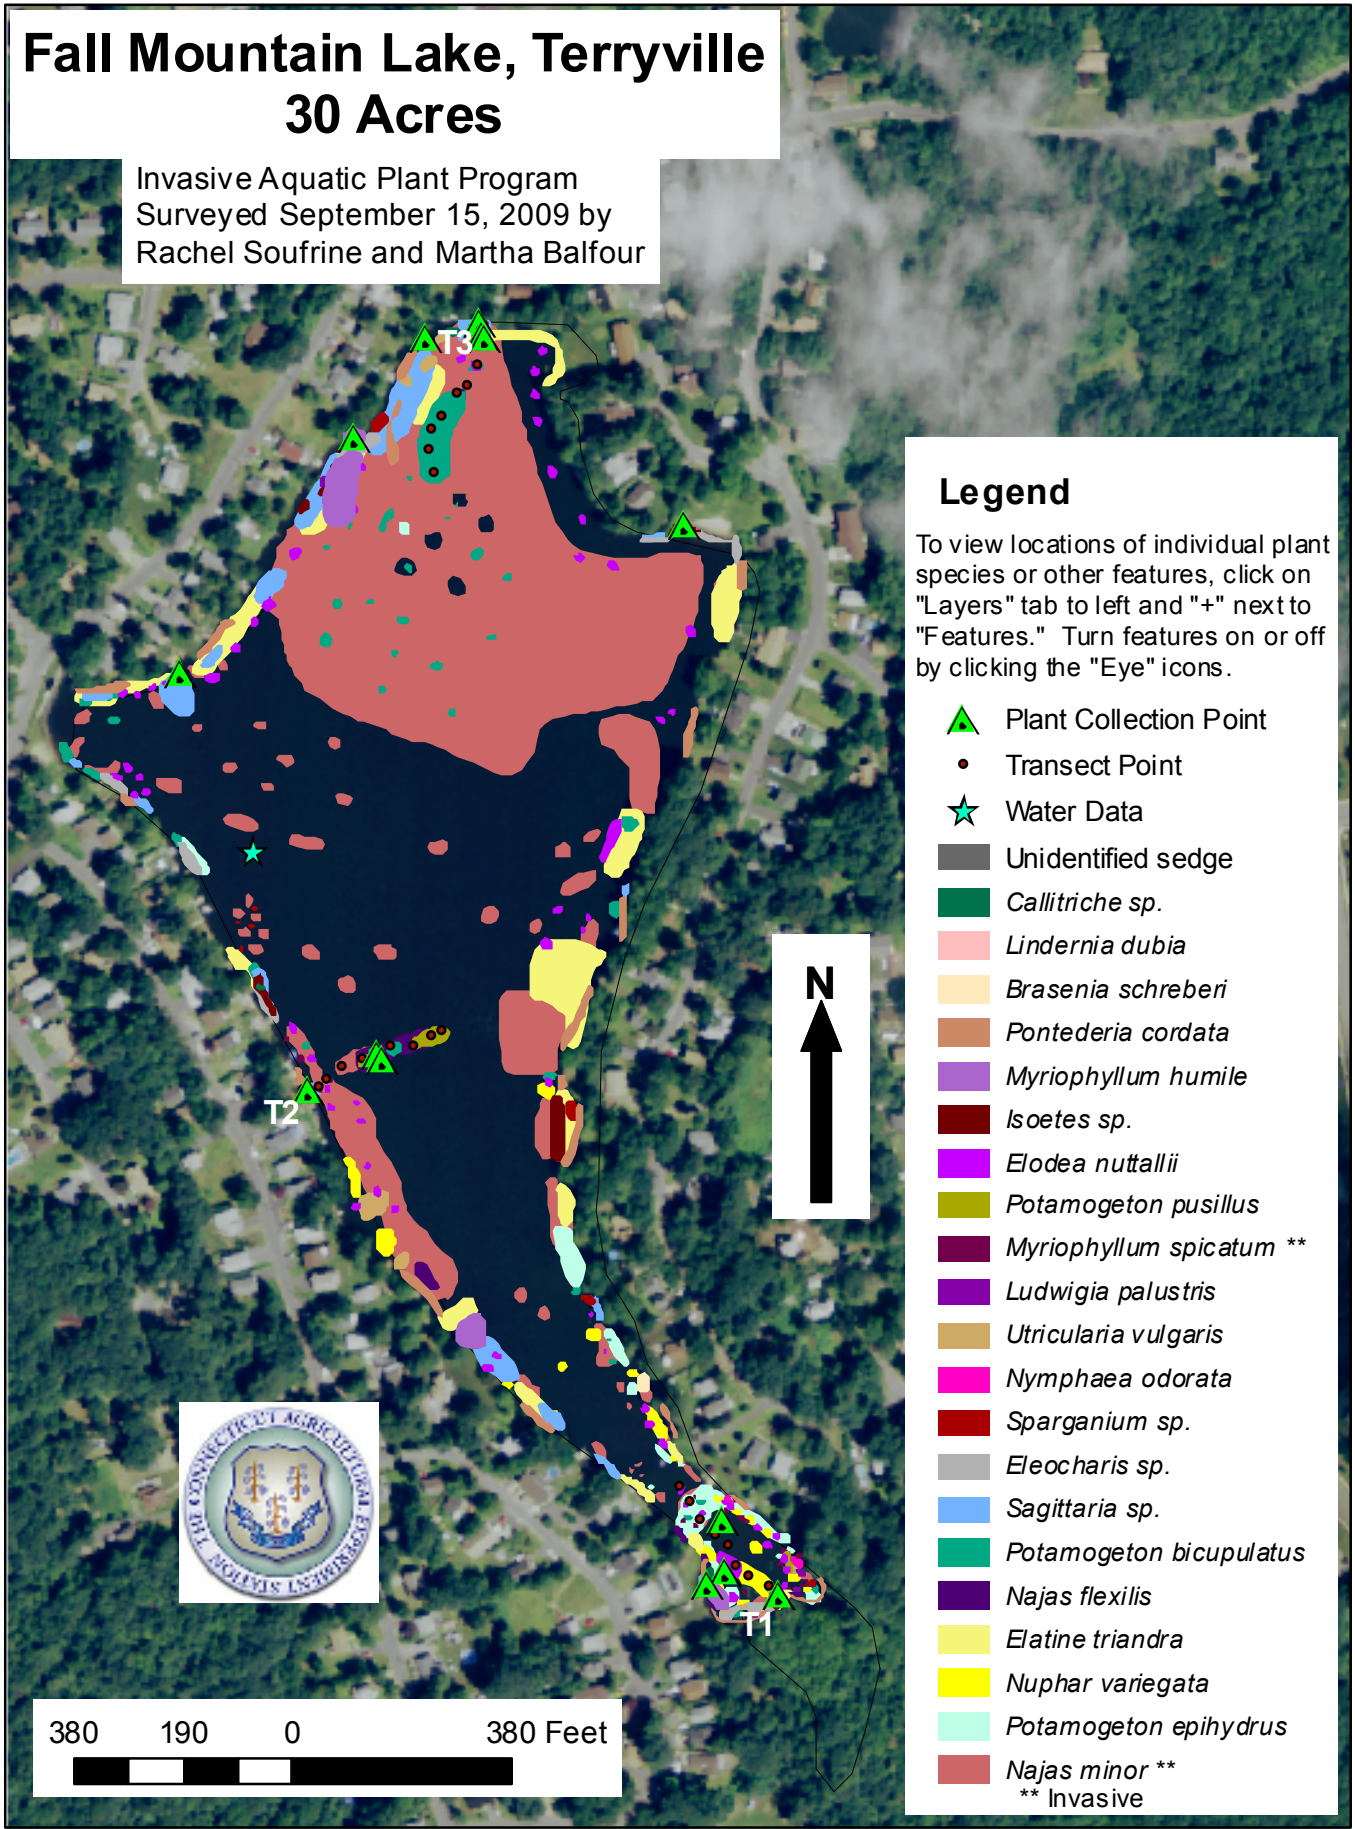 Fall Mountain Lake, Terryville
30 Acres
Invasive Aquatic Plant Program
Surveyed September 15, 2009 by
Rachel Soufrine and Martha Balfour
T3
T2
T1
Legend
To view locations of individual plant
species or other features, click on
"Layers" tab to left and "+" next to
"Features." Turn features on or off
by clicking the "Eye" icons.
Plant Collection Point
Transect Point
Water Data
Unidentified sedge
Callitriche sp.
Lindernia dubia
Brasenia schreberi
Pontederia cordata
Myriophyllum humile
Isoetes sp.
Elodea nuttallii
Potamogeton pusillus
Myriophyllum spicatum **
Ludwigia palustris
Utricularia vulgaris
Nymphaea odorata
Sparganium sp.
Eleocharis sp.
Sagittaria sp.
Potamogeton bicupulatus
Najas flexilis
Elatine triandra
Nuphar variegata
Potamogeton epihydrus
Najas minor **
** Invasive
N
THE CONNECTICUT AGRICULTURAL EXPERIMENT STATION
380 190 0 380 Feet